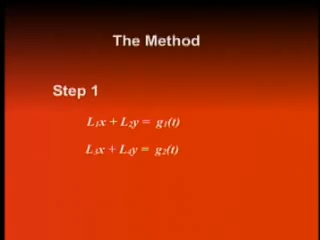 The Method
Step 1
L₁x + L₂y = g₁(t)
L₃x + L₄y = g₂(t)